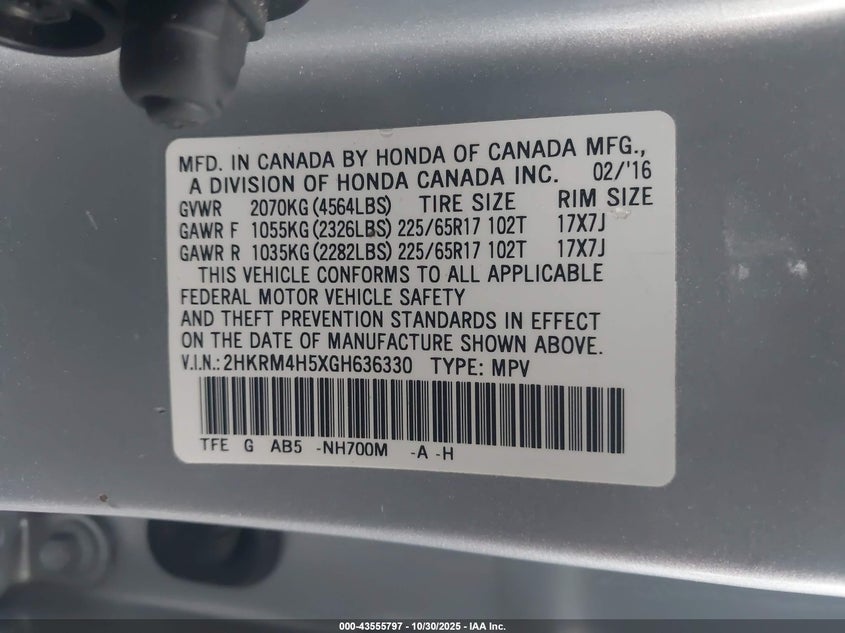 MFD. IN CANADA BY HONDA OF CANADA MFG.,
A DIVISION OF HONDA CANADA INC. 02/'16
GVWR 2070KG(4564LBS) TIRE SIZE RIM SIZE
GAWR F 1055KG(2326LBS) 225/65R17 102T 17X7J
GAWR R 1035KG(2282LBS) 225/65R17 102T 17X7J
THIS VEHICLE CONFORMS TO ALL APPLICABLE
FEDERAL MOTOR VEHICLE SAFETY
AND THEFT PREVENTION STANDARDS IN EFFECT
ON THE DATE OF MANUFACTURE SHOWN ABOVE.
V.I.N.: 2HKRM4H5XGH636330 TYPE: MPV
TFE G AB5 -NH700M -A -H
000-43555797 - 10/30/2025 - IAA Inc.